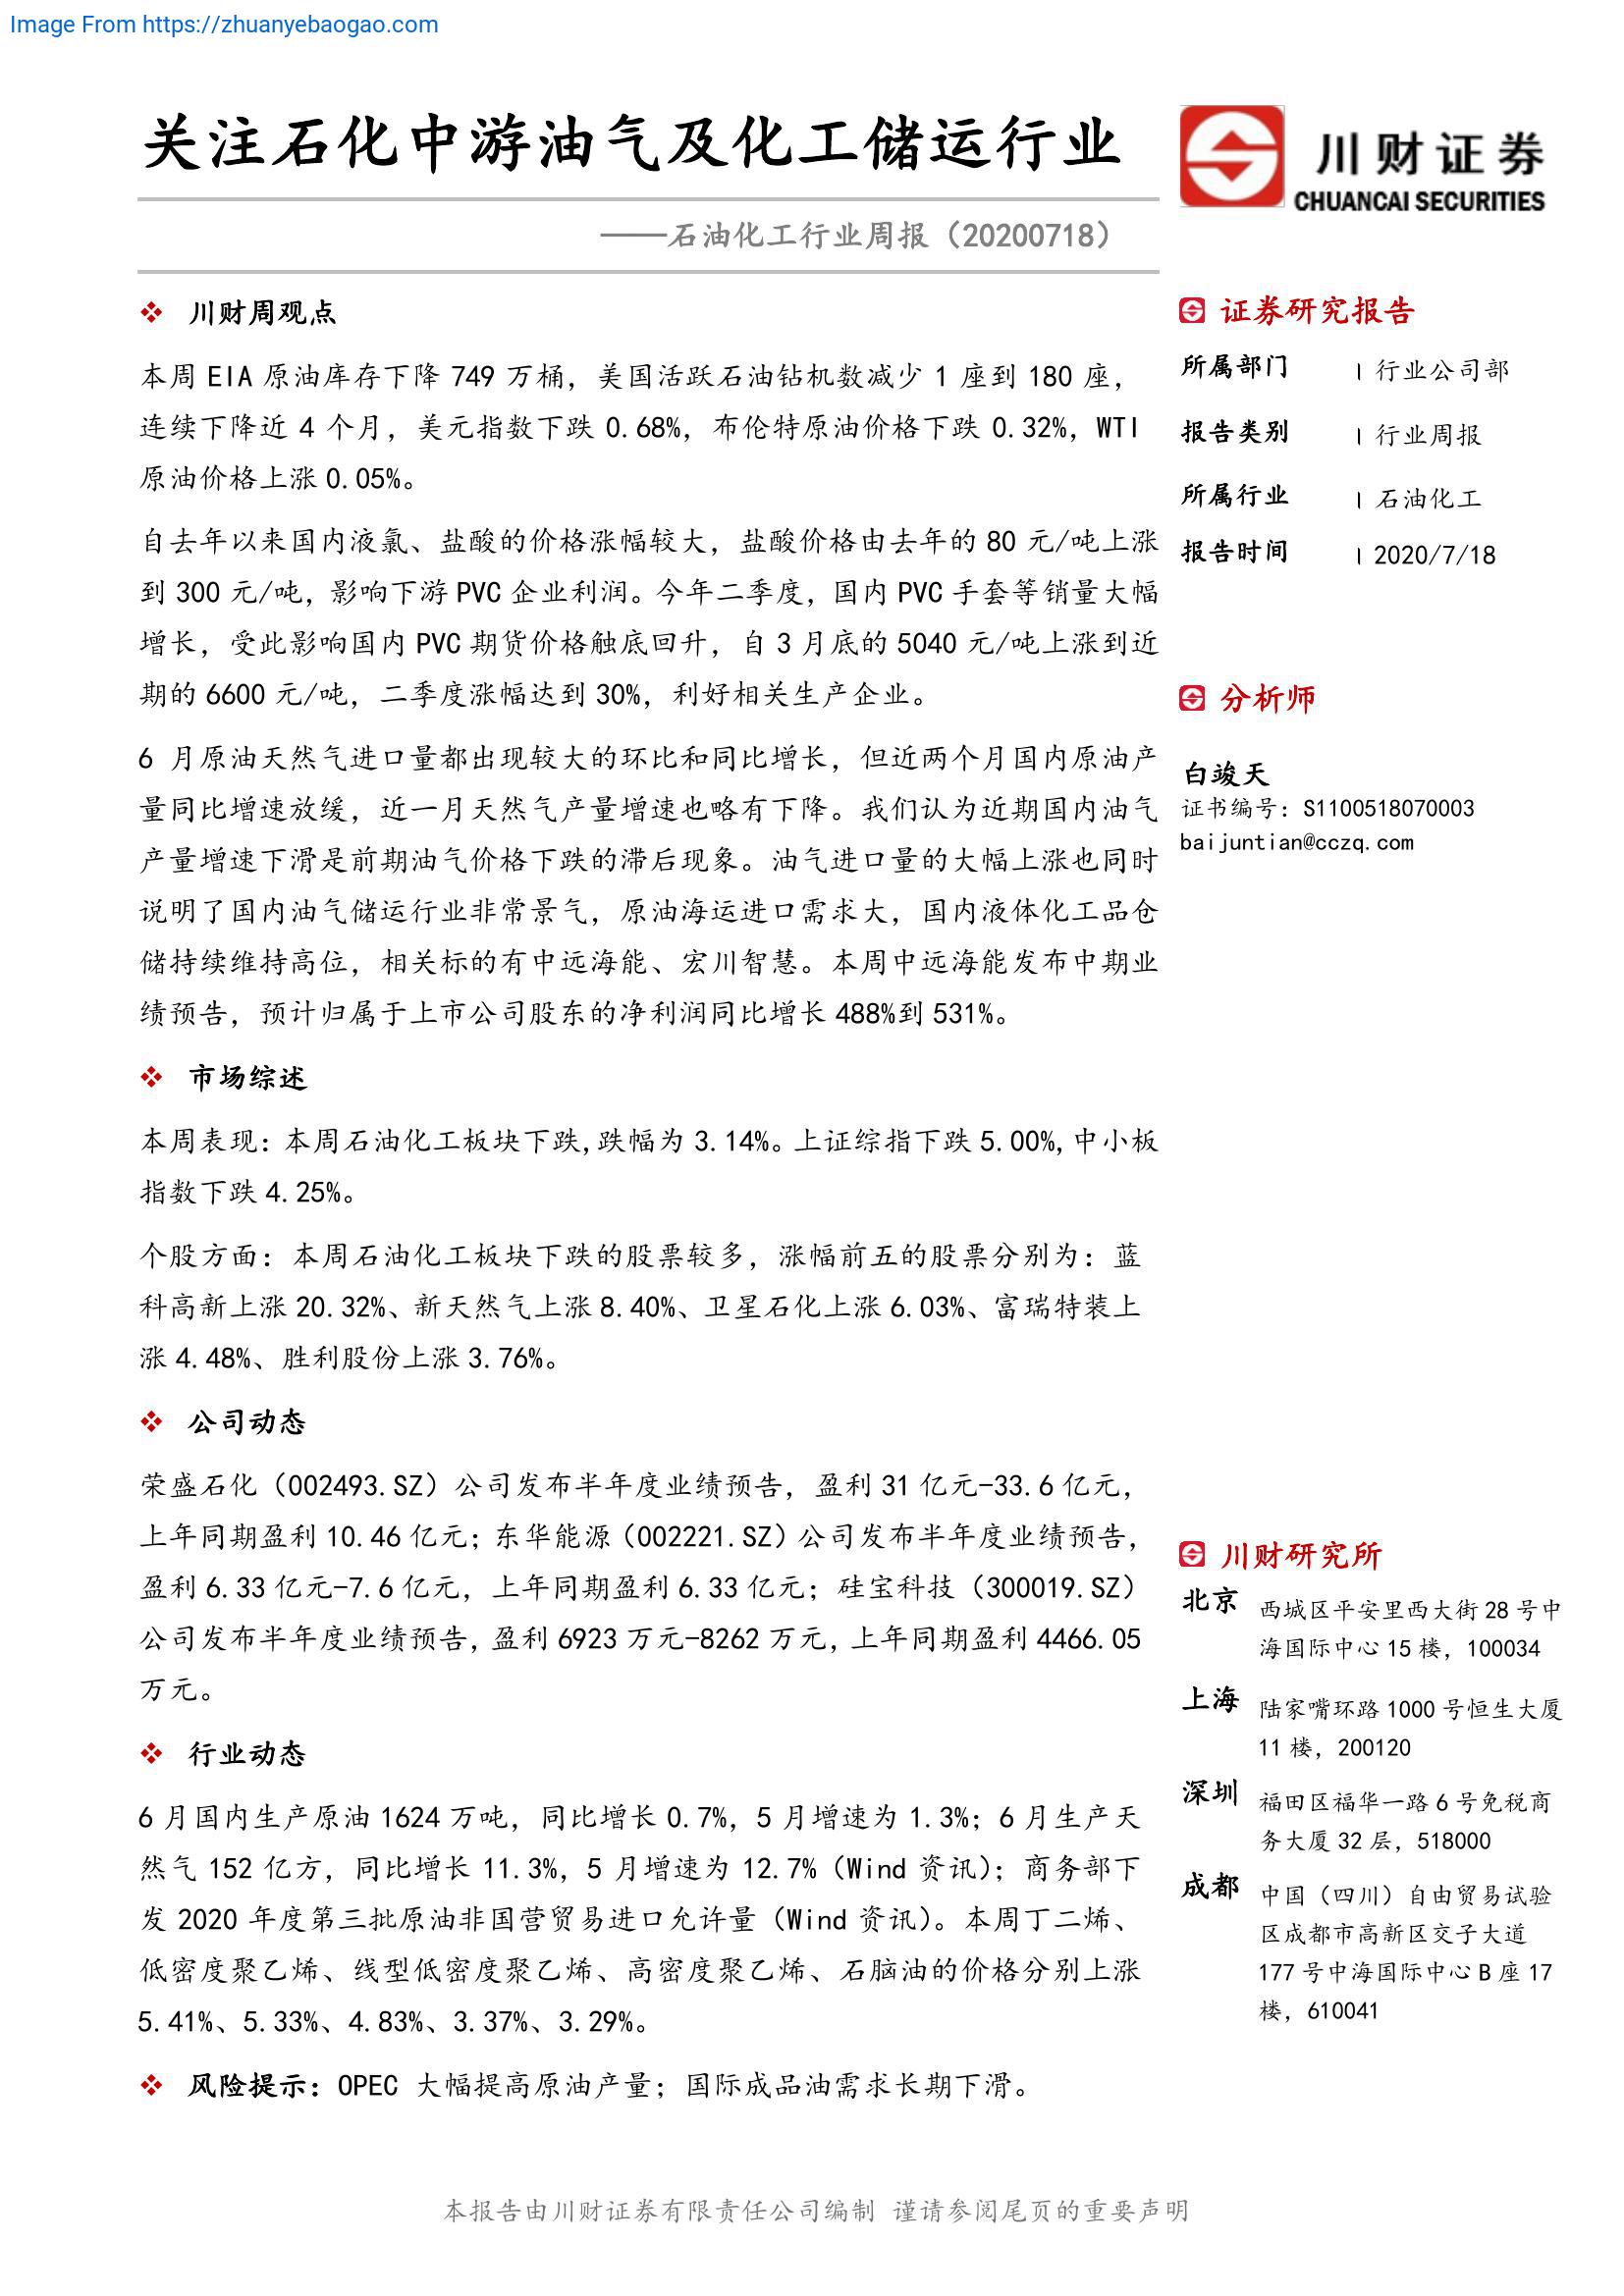 Image From https://zhuanyebaogao.com
关注石化中游油气及化工储运行业
——石油化工行业周报（20200718）
川财证券
CHUANCAI SECURITIES
川财周观点
本周 EIA 原油库存下降 749 万桶，美国活跃石油钻机数减少 1 座到 180 座，
连续下降近 4 个月，美元指数下跌 0.68%，布伦特原油价格下跌 0.32%，WTI
原油价格上涨 0.05%。
自去年以来国内液氯、盐酸的价格涨幅较大，盐酸价格由去年的 80 元/吨上涨
到 300 元/吨，影响下游 PVC 企业利润。今年二季度，国内 PVC 手套等销量大幅
增长，受此影响国内 PVC 期货价格触底回升，自 3 月底的 5040 元/吨上涨到近
期的 6600 元/吨，二季度涨幅达到 30%，利好相关生产企业。
6 月原油天然气进口量都出现较大的环比和同比增长，但近两个月国内原油产
量同比增速放缓，近一月天然气产量增速也略有下降。我们认为近期国内油气
产量增速下滑是前期油气价格下跌的滞后现象。油气进口量的大幅上涨也同时
说明了国内油气储运行业非常景气，原油海运进口需求大，国内液体化工品仓
储持续维持高位，相关标的有中远海能、宏川智慧。本周中远海能发布中期业
绩预告，预计归属于上市公司股东的净利润同比增长 488%到 531%。
市场综述
本周表现：本周石油化工板块下跌,跌幅为 3.14%。上证综指下跌 5.00%,中小板
指数下跌 4.25%。
个股方面：本周石油化工板块下跌的股票较多，涨幅前五的股票分别为：蓝
科高新上涨 20.32%、新天然气上涨 8.40%、卫星石化上涨 6.03%、富瑞特装上
涨 4.48%、胜利股份上涨 3.76%。
公司动态
荣盛石化（002493.SZ）公司发布半年度业绩预告，盈利 31 亿元-33.6 亿元，
上年同期盈利 10.46 亿元；东华能源（002221.SZ）公司发布半年度业绩预告，
盈利 6.33 亿元-7.6 亿元，上年同期盈利 6.33 亿元；硅宝科技（300019.SZ）
公司发布半年度业绩预告,盈利 6923 万元-8262 万元,上年同期盈利 4466.05
万元。
行业动态
6 月国内生产原油 1624 万吨，同比增长 0.7%，5 月增速为 1.3%；6 月生产天
然气 152 亿方，同比增长 11.3%，5 月增速为 12.7%（Wind 资讯）；商务部下
发 2020 年度第三批原油非国营贸易进口允许量（Wind 资讯）。本周丁二烯、
低密度聚乙烯、线型低密度聚乙烯、高密度聚乙烯、石脑油的价格分别上涨
5.41%、5.33%、4.83%、3.37%、3.29%。
风险提示：OPEC 大幅提高原油产量；国际成品油需求长期下滑。
证券研究报告
所属部门 | 行业公司部
报告类别 | 行业周报
所属行业 | 石油化工
报告时间 | 2020/7/18
分析师
白竣天
证书编号：S1100518070003
baijuntian@cczq.com
川财研究所
北京 西城区平安里西大街 28 号中
海国际中心 15 楼，100034
上海 陆家嘴环路 1000 号恒生大厦
11 楼，200120
深圳 福田区福华一路 6 号免税商
务大厦 32 层，518000
成都 中国（四川）自由贸易试验
区成都市高新区交子大道
177 号中海国际中心 B 座 17
楼，610041
本报告由川财证券有限责任公司编制 谨请参阅尾页的重要声明